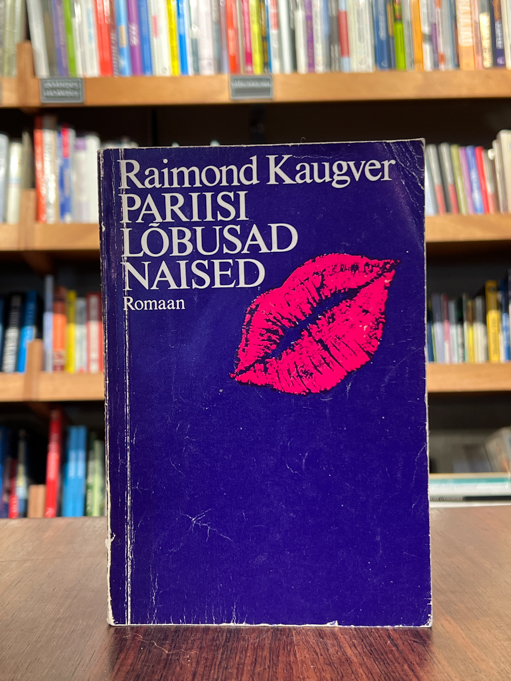 Raimond Kaugver
PARIISI
LÕBUSAD
NAISED
Romaan